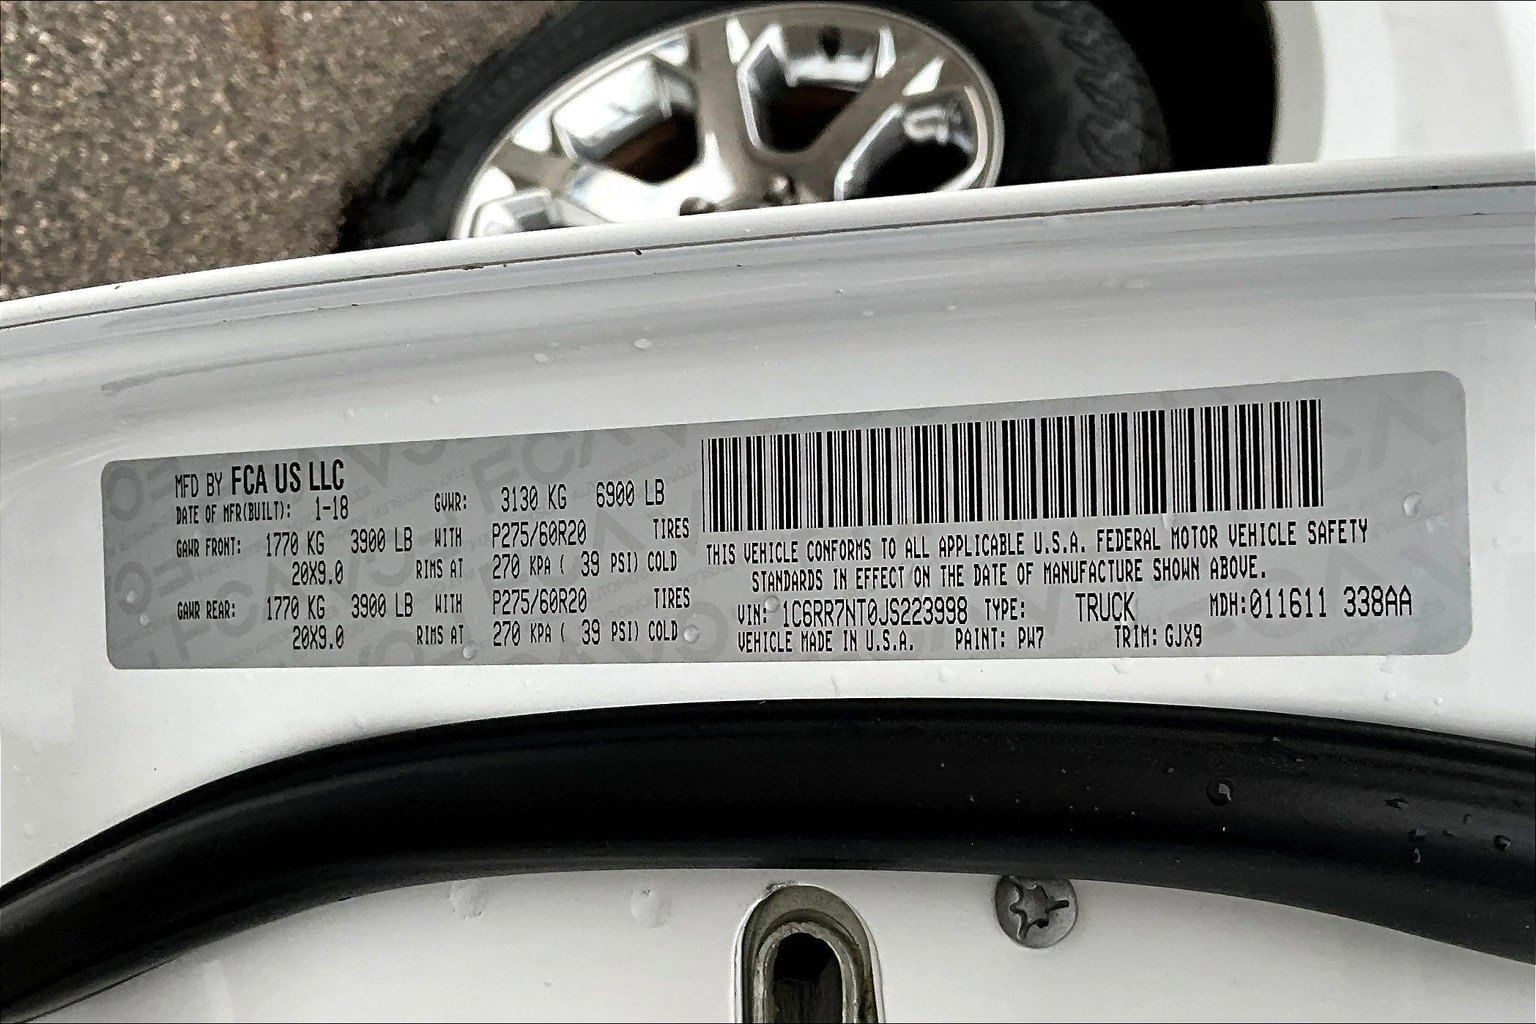 MFD BY FCA US LLC
DATE OF MFR(BUILT): 1-18 GVWR: 3130 KG 6900 LB
GAWR FRONT: 1770 KG 3900 LB WITH P275/60R20 TIRES
20X9.0 RIMS AT 270 KPA ( 39 PSI) COLD
GAWR REAR: 1770 KG 3900 LB WITH P275/60R20 TIRES
20X9.0 RIMS AT 270 KPA ( 39 PSI) COLD
THIS VEHICLE CONFORMS TO ALL APPLICABLE U.S.A. FEDERAL MOTOR VEHICLE SAFETY
STANDARDS IN EFFECT ON THE DATE OF MANUFACTURE SHOWN ABOVE.
VIN: 1C6RR7NT0JS223998 TYPE: TRUCK MDH:011611 338AA
VEHICLE MADE IN U.S.A. PAINT: PW7 TRIM: GJX9